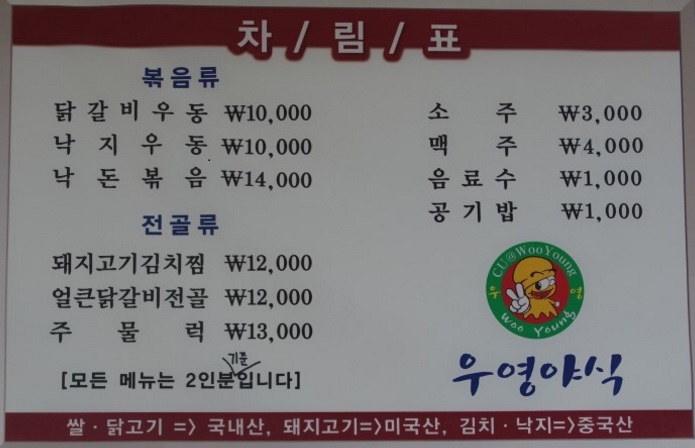 차 / 림 / 표
볶음류
닭갈비우동 ₩10,000
낙지우동 ₩10,000
낙돈볶음 ₩14,000
전골류
돼지고기김치찜 ₩12,000
얼큰닭갈비전골 ₩12,000
주물럭 ₩13,000
기준
[모든 메뉴는 2인분입니다]
소주 ₩3,000
맥주 ₩4,000
음료수 ₩1,000
공기밥 ₩1,000
CU@WooYoung
우 영
Woo Young
우영야식
쌀 · 닭고기 => 국내산, 돼지고기=>미국산, 김치 · 낙지=>중국산